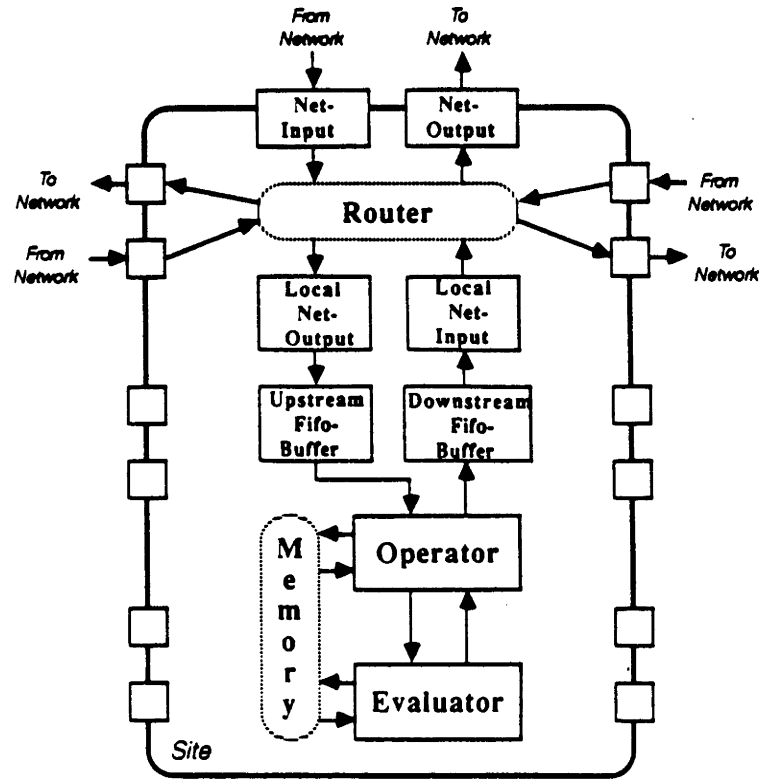 From
Network
To
Network
Net-
Input
Net-
Output
To
Network
From
Network
Router
From
Network
To
Network
Local
Net-
Output
Local
Net-
Input
Upstream
Fifo-
Buffer
Downstream
Fifo-
Buffer
Memory
Operator
Evaluator
Site